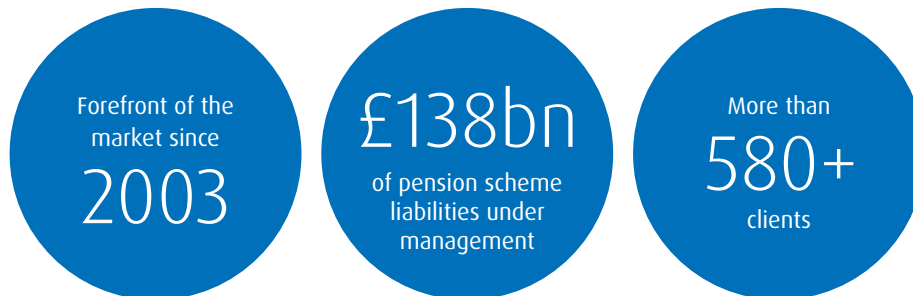 Forefront of the
market since
2003
£138bn
of pension scheme
liabilities under
management
More than
580+
clients